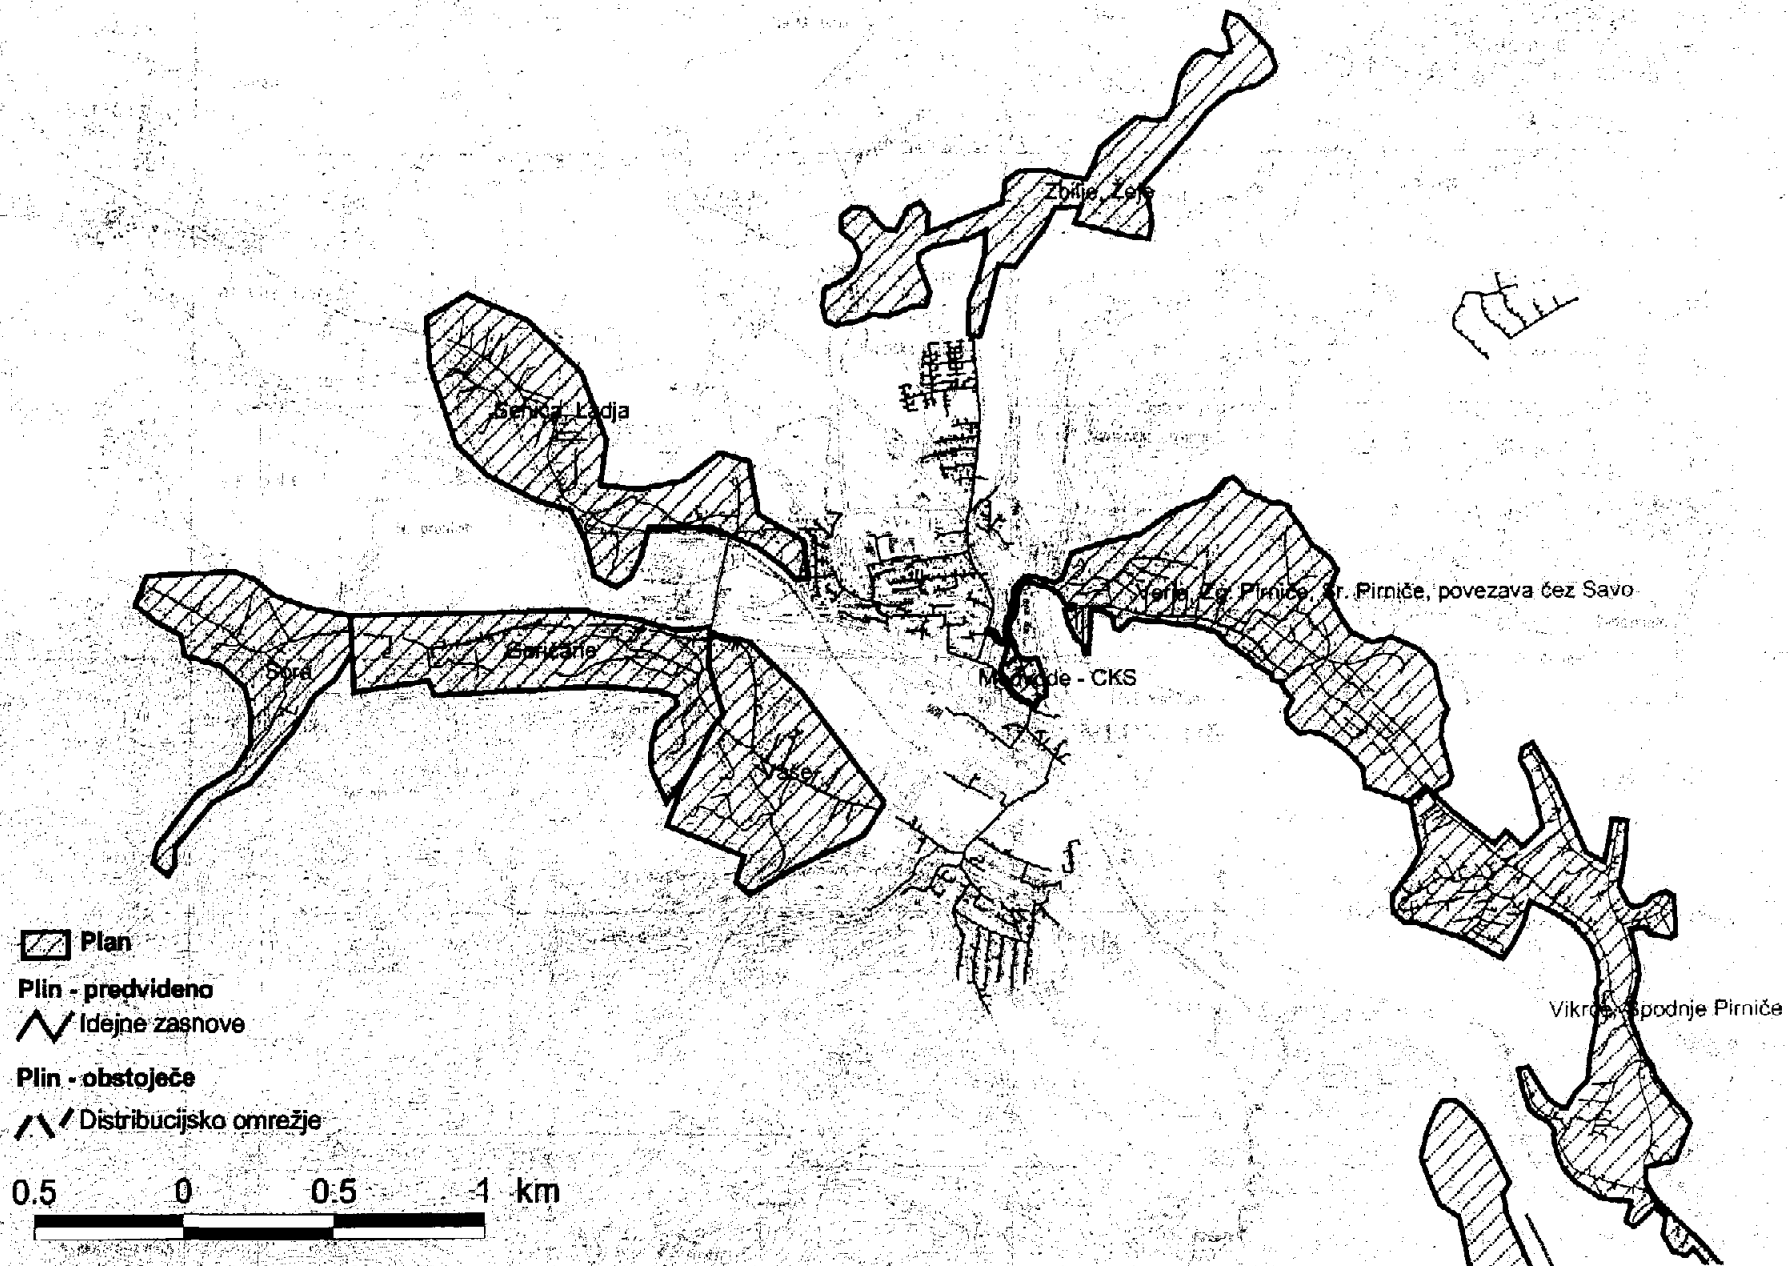 Zbilje, Žeje
Senica, Ladja
Verje, Zg. Pirniče, Sr. Pirniče, povezava čez Savo
Goričane
Sora
Medvode - CKS
Vaše
Vikrče, Spodnje Pirniče
Plan
Plin - predvideno
Idejne zasnove
Plin - obstoječe
Distribucijsko omrežje
0.5 0 0.5 1 km